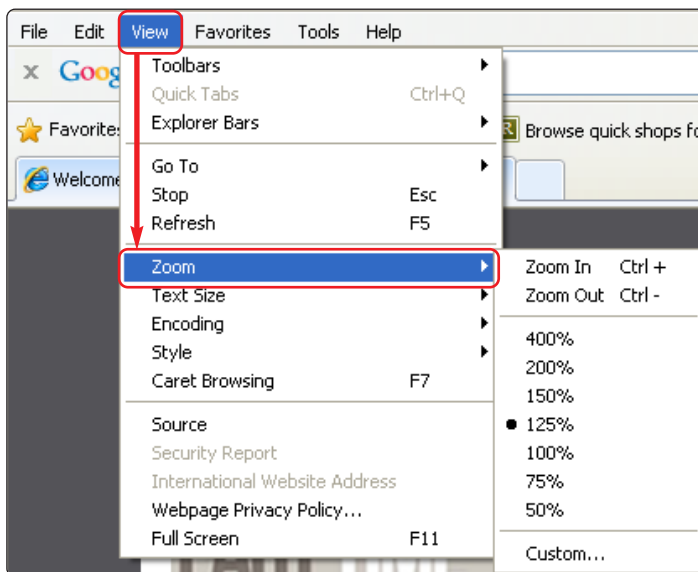 File Edit View Favorites Tools Help
x Goog
Toolbars
Quick Tabs Ctrl+Q
Explorer Bars
Favorites
R Browse quick shops fo
Welcome
Go To
Stop Esc
Refresh F5
Zoom
Text Size
Encoding
Style
Caret Browsing F7
Source
Security Report
International Website Address
Webpage Privacy Policy...
Full Screen F11
Zoom In Ctrl +
Zoom Out Ctrl -
400%
200%
150%
125%
100%
75%
50%
Custom...